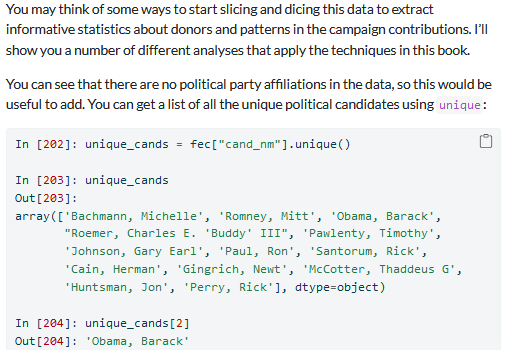 You may think of some ways to start slicing and dicing this data to extract
informative statistics about donors and patterns in the campaign contributions. I'll
show you a number of different analyses that apply the techniques in this book.
You can see that there are no political party affiliations in the data, so this would be
useful to add. You can get a list of all the unique political candidates using unique:
In [202]: unique_cands = fec["cand_nm"].unique()
In [203]: unique_cands
Out[203]:
array(['Bachmann, Michelle', 'Romney, Mitt', 'Obama, Barack',
"Roemer, Charles E. 'Buddy' III", 'Pawlenty, Timothy',
'Johnson, Gary Earl', 'Paul, Ron', 'Santorum, Rick',
'Cain, Herman', 'Gingrich, Newt', 'McCotter, Thaddeus G',
'Huntsman, Jon', 'Perry, Rick'], dtype=object)
In [204]: unique_cands[2]
Out[204]: 'Obama, Barack'